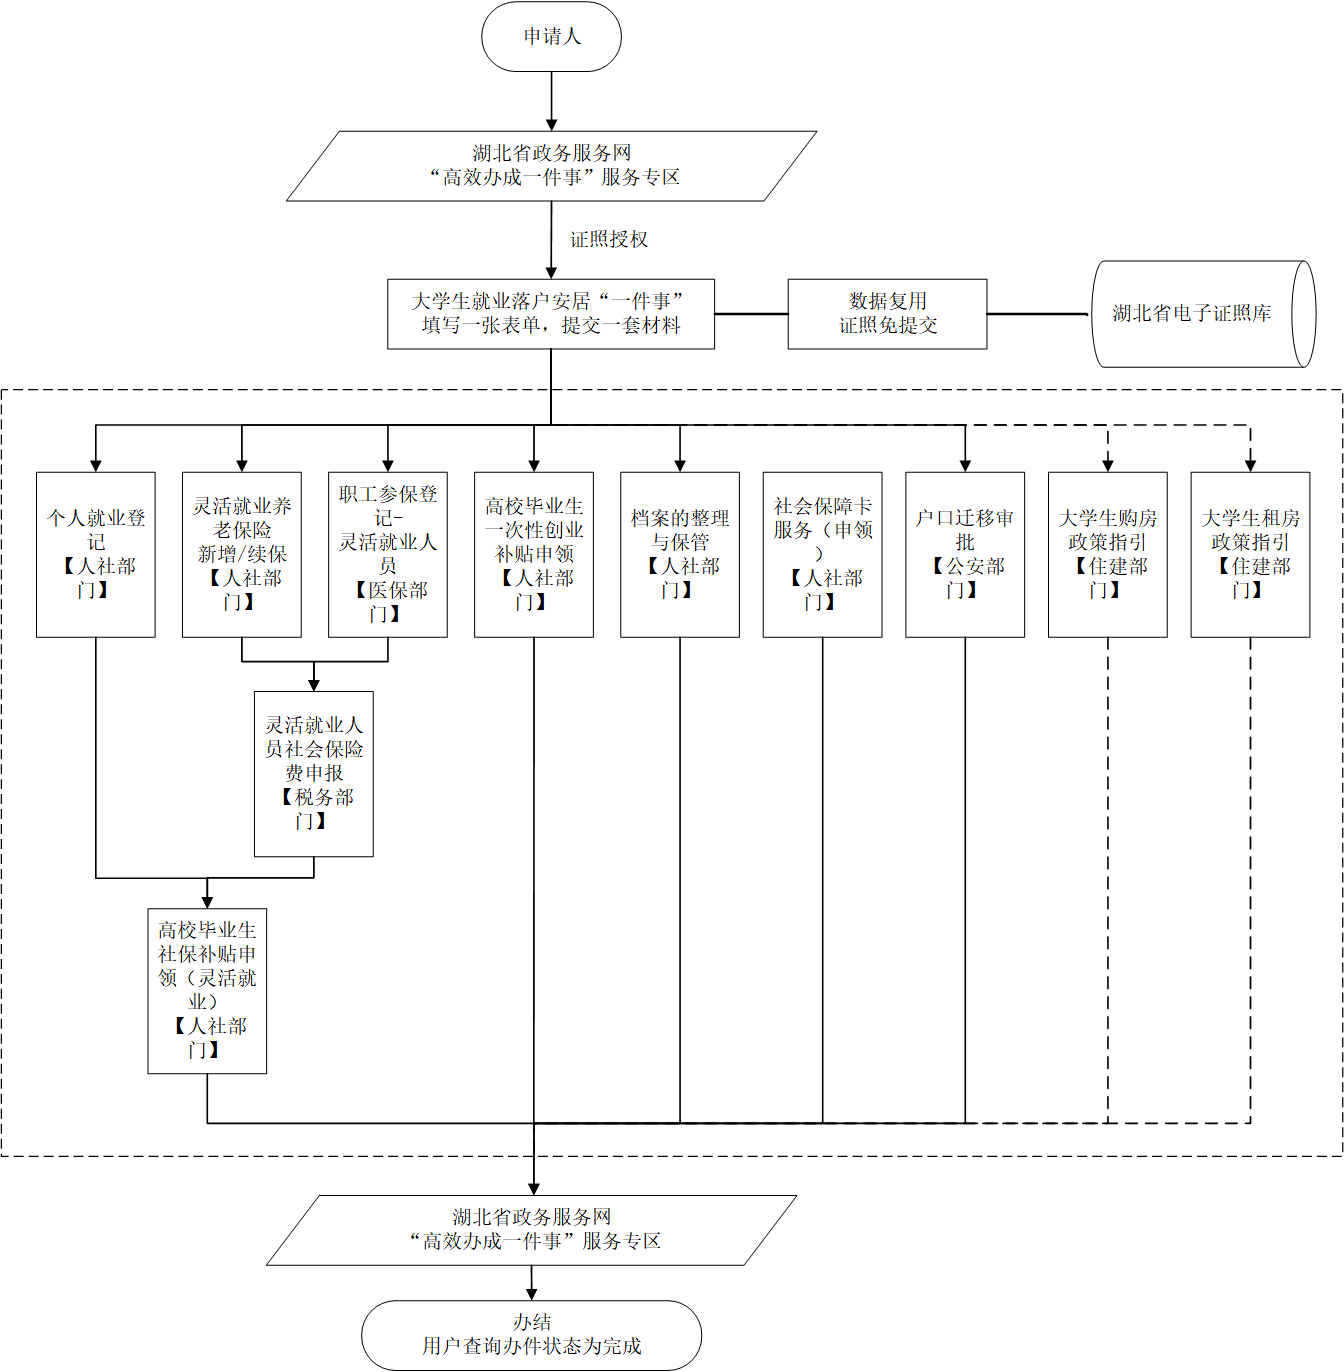 申请人
湖北省政务服务网
“高效办成一件事”服务专区
证照授权
大学生就业落户安居“一件事”
填写一张表单，提交一套材料
数据复用
证照免提交
湖北省电子证照库
个人就业登
记
【人社部
门】
灵活就业养
老保险
新增/续保
【人社部
门】
职工参保登
记-
灵活就业人
员
【医保部
门】
高校毕业生
一次性创业
补贴申领
【人社部
门】
档案的整理
与保管
【人社部
门】
社会保障卡
服务（申领
）
【人社部
门】
户口迁移审
批
【公安部
门】
大学生购房
政策指引
【住建部
门】
大学生租房
政策指引
【住建部
门】
灵活就业人
员社会保险
费申报
【税务部
门】
高校毕业生
社保补贴申
领（灵活就
业）
【人社部
门】
湖北省政务服务网
“高效办成一件事”服务专区
办结
用户查询办件状态为完成